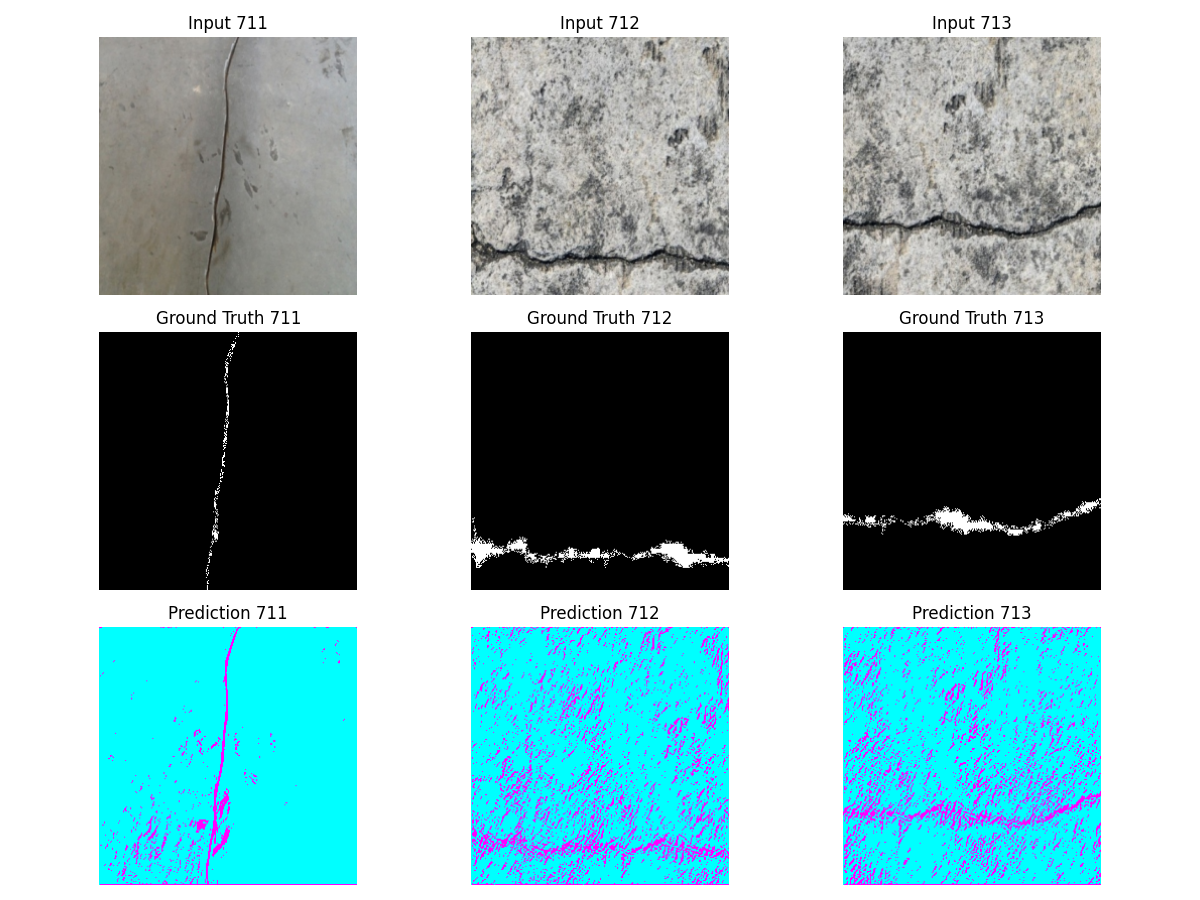 Input 711
Input 712
Input 713
Ground Truth 711
Ground Truth 712
Ground Truth 713
Prediction 711
Prediction 712
Prediction 713